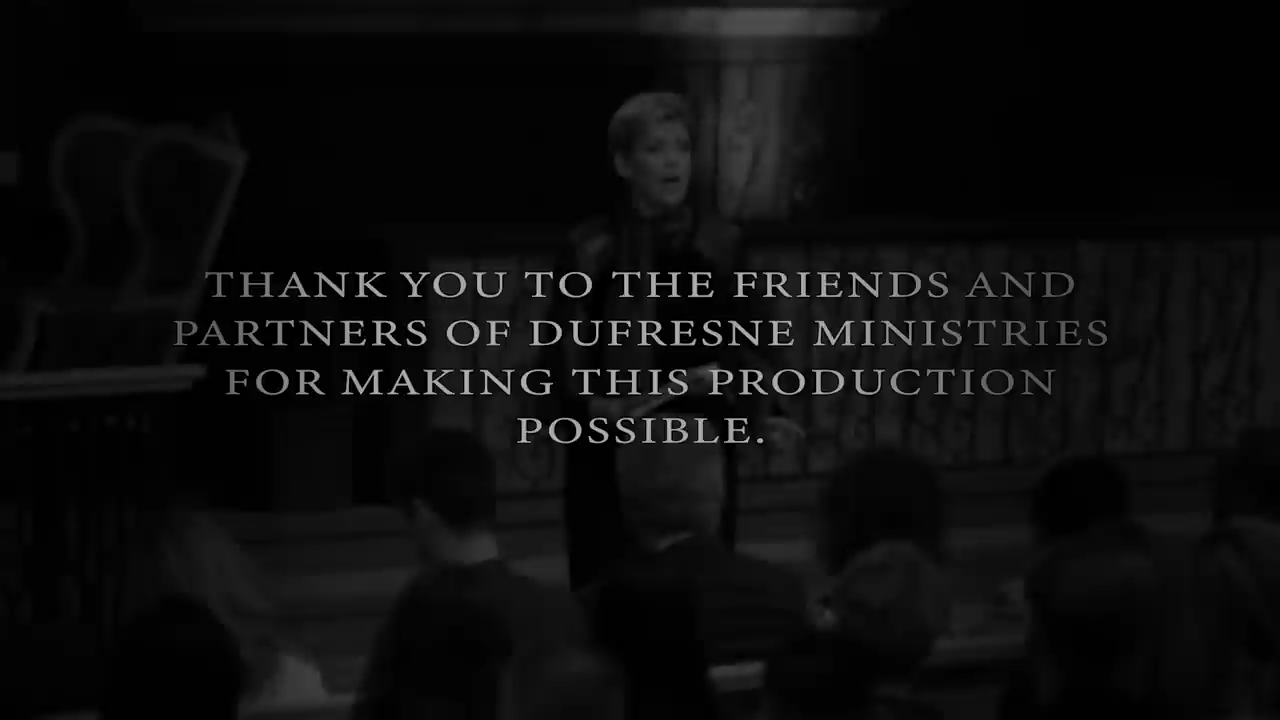 THANK YOU TO THE FRIENDS AND
PARTNERS OF DUFRESNE MINISTRIES
FOR MAKING THIS PRODUCTION
POSSIBLE.